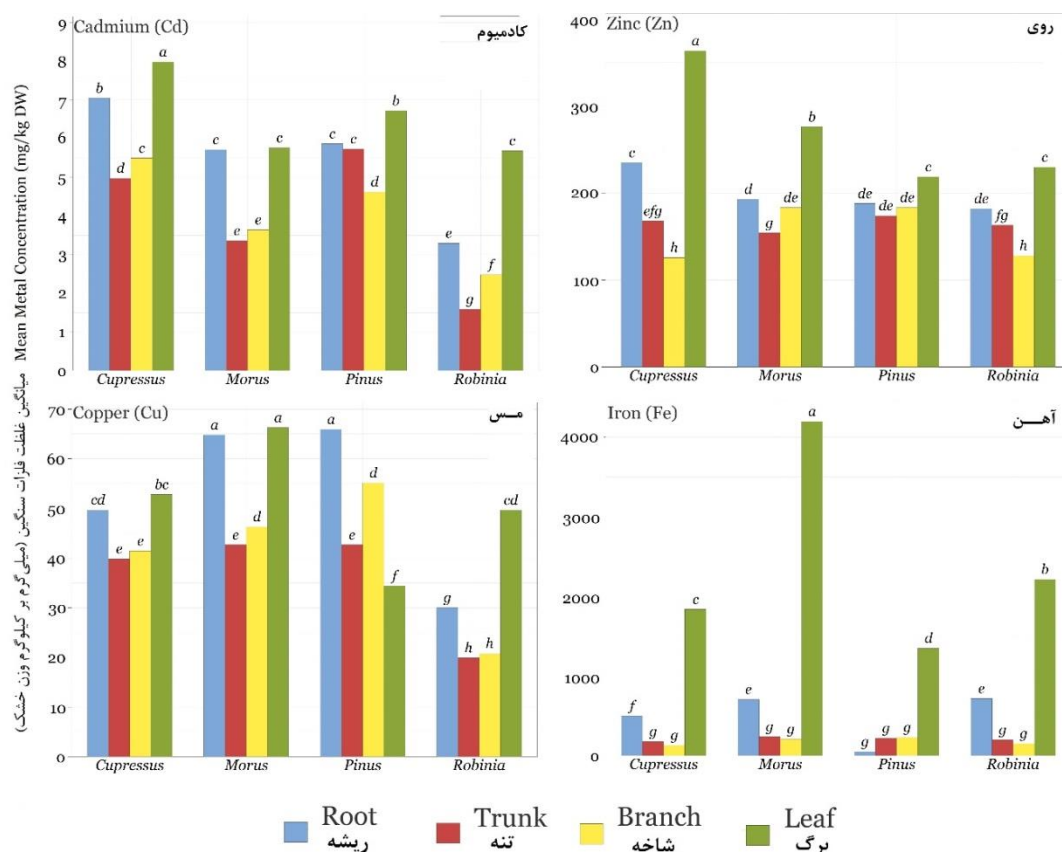 Mean Metal Concentration (mg/kg DW)
میانگین غلظت فلزات سنگین (میلی‌گرم بر کیلوگرم وزن خشک)
Cadmium (Cd)
کادمیوم
9
8
7
6
5
4
3
2
1
0
b
d
c
a
c
e
e
c
c
c
d
b
e
g
f
c
Cupressus Morus Pinus Robinia
Zinc (Zn)
روی
400
300
200
100
0
c
efg
h
a
d
g
de
b
de
de
de
c
de
fg
h
c
Cupressus Morus Pinus Robinia
Copper (Cu)
مــس
70
60
50
40
30
20
10
0
cd
e
e
bc
a
e
d
a
a
e
d
f
g
h
h
cd
Cupressus Morus Pinus Robinia
Iron (Fe)
آهــــن
4000
3000
2000
1000
0
f
g
g
c
e
g
g
a
g
g
g
d
e
g
g
b
Cupressus Morus Pinus Robinia
Root Trunk Branch Leaf
ریشه تنه شاخه برگ